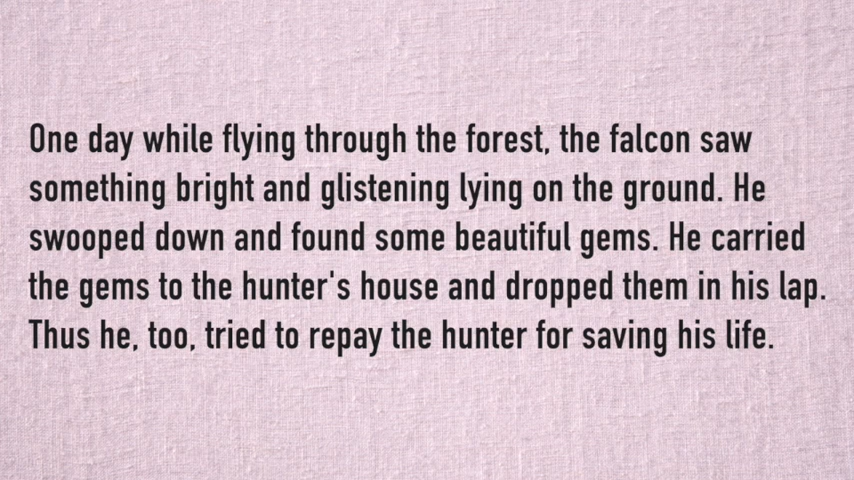 One day while flying through the forest, the falcon saw
something bright and glistening lying on the ground. He
swooped down and found some beautiful gems. He carried
the gems to the hunter's house and dropped them in his lap.
Thus he, too, tried to repay the hunter for saving his life.